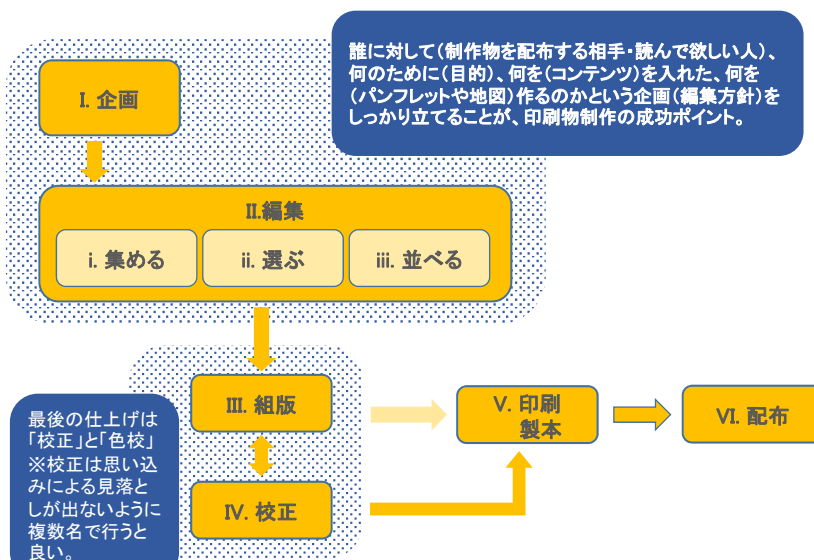 誰に対して(制作物を配布する相手・読んで欲しい人)、
何のために(目的)、何を(コンテンツ)を入れた、何を
(パンフレットや地図)作るのかという企画(編集方針)を
しっかり立てることが、印刷物制作の成功ポイント。
Ⅰ. 企画
Ⅱ.編集
ⅰ. 集める
ⅱ. 選ぶ
ⅲ. 並べる
Ⅲ. 組版
Ⅴ. 印刷
製本
Ⅵ. 配布
Ⅳ. 校正
最後の仕上げは
「校正」と「色校」
※校正は思い込
みによる見落と
しが出ないように
複数名で行うと
良い。